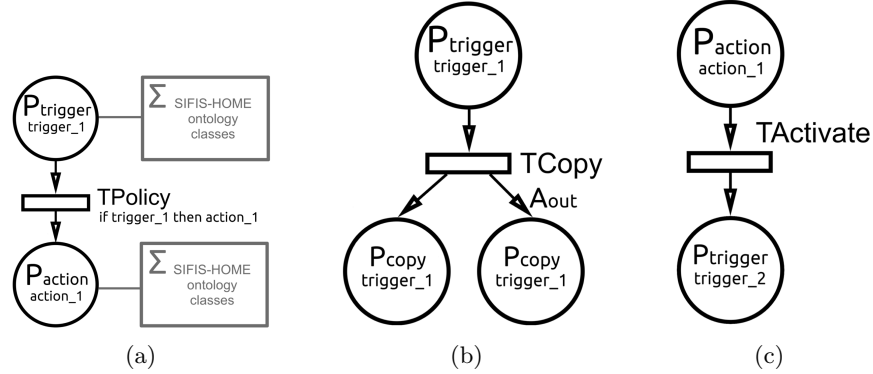 Ptrigger
trigger_1
Σ SIFIS-HOME
ontology
classes
TPolicy
if trigger_1 then action_1
Paction
action_1
Σ SIFIS-HOME
ontology
classes
(a)
Ptrigger
trigger_1
TCopy
Aout
Pcopy
trigger_1
Pcopy
trigger_1
(b)
Paction
action_1
TActivate
Ptrigger
trigger_2
(c)